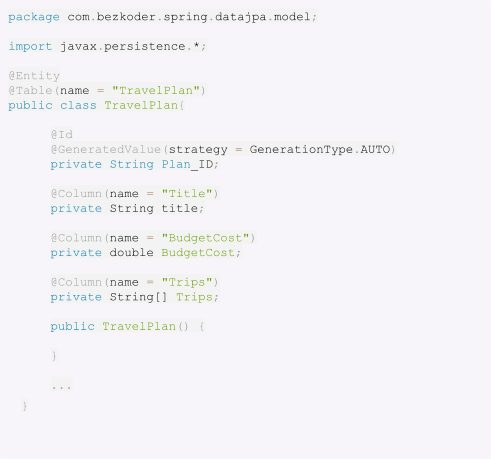 package com.bezkoder.spring.datajpa.model;
import javax.persistence.*;
@Entity
@Table(name = "TravelPlan")
public class TravelPlan{
@Id
@GeneratedValue(strategy = GenerationType.AUTO)
private String Plan_ID;
@Column(name = "Title")
private String title;
@Column(name = "BudgetCost")
private double BudgetCost;
@Column(name = "Trips")
private String[] Trips;
public TravelPlan() {
}
...
}